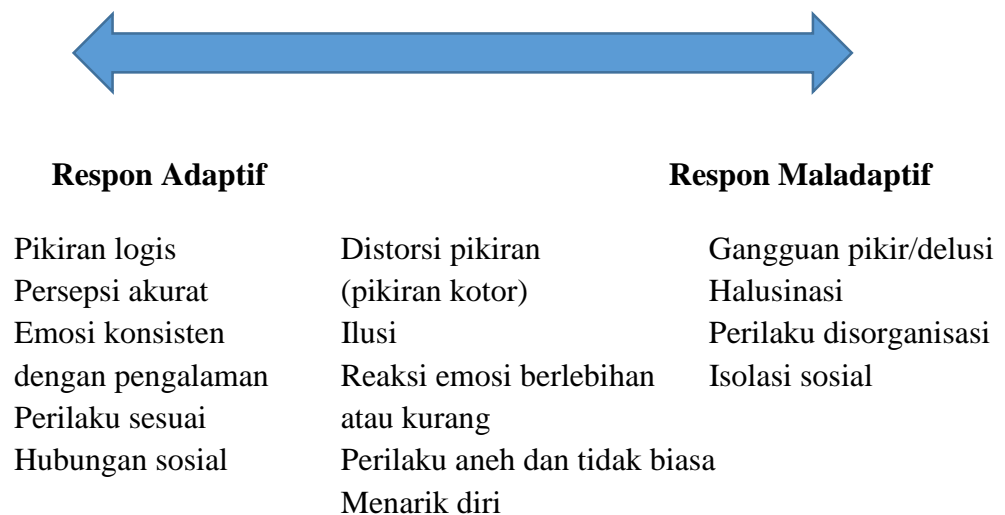 Respon Adaptif
Respon Maladaptif
Pikiran logis
Persepsi akurat
Emosi konsisten
dengan pengalaman
Perilaku sesuai
Hubungan sosial
Distorsi pikiran
(pikiran kotor)
Ilusi
Reaksi emosi berlebihan
atau kurang
Perilaku aneh dan tidak biasa
Menarik diri
Gangguan pikir/delusi
Halusinasi
Perilaku disorganisasi
Isolasi sosial